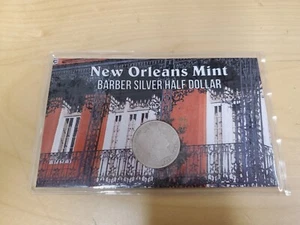 New Orleans Mint
BARBER SILVER HALF DOLLAR